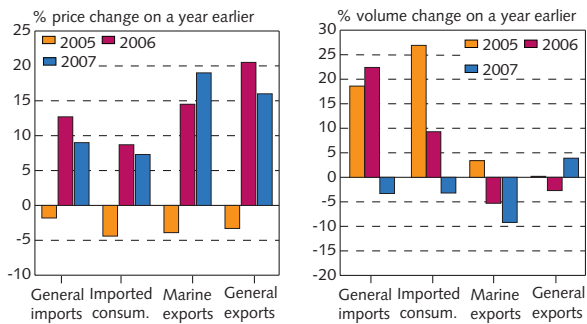 % price change on a year earlier
25
20
15
10
5
0
-5
-10
2005
2006
2007
General imports
Imported consum.
Marine exports
General exports
% volume change on a year earlier
30
25
20
15
10
5
0
-5
-10
-15
-20
2005
2006
2007
General imports
Imported consum.
Marine exports
General exports